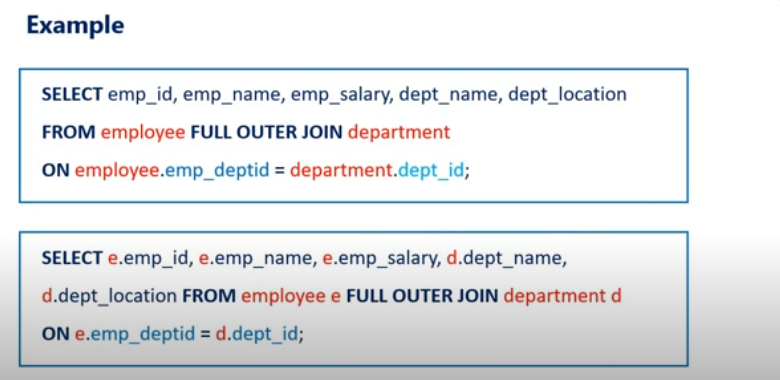 Example
SELECT emp_id, emp_name, emp_salary, dept_name, dept_location
FROM employee FULL OUTER JOIN department
ON employee.emp_deptid = department.dept_id;
SELECT e.emp_id, e.emp_name, e.emp_salary, d.dept_name,
d.dept_location FROM employee e FULL OUTER JOIN department d
ON e.emp_deptid = d.dept_id;